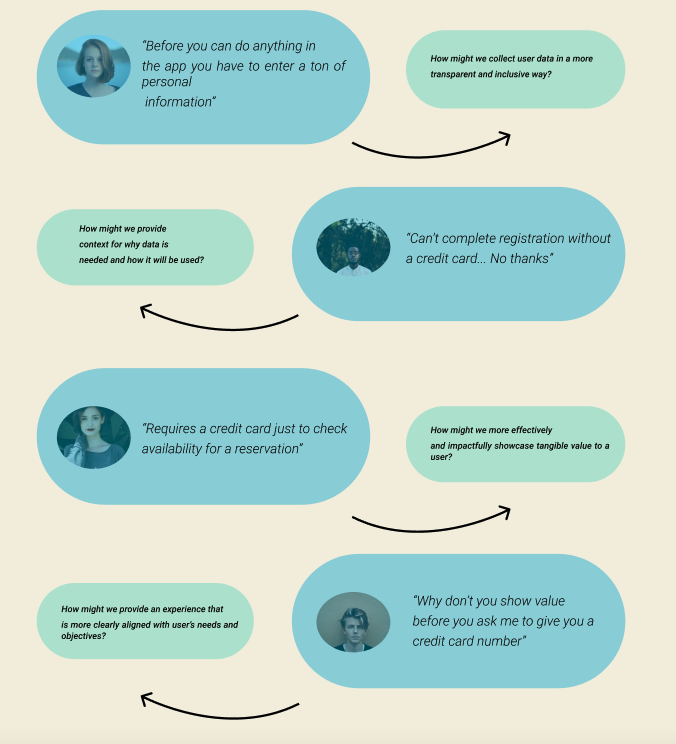 “Before you can do anything in
the app you have to enter a ton of
personal
information”
How might we collect user data in a more
transparent and inclusive way?
How might we provide
context for why data is
needed and how it will be used?
“Can’t complete registration without
a credit card... No thanks”
“Requires a credit card just to check
availability for a reservation”
How might we more effectively
and impactfully showcase tangible value to a
user?
How might we provide an experience that
is more clearly aligned with user’s needs and
objectives?
“Why don’t you show value
before you ask me to give you a
credit card number”